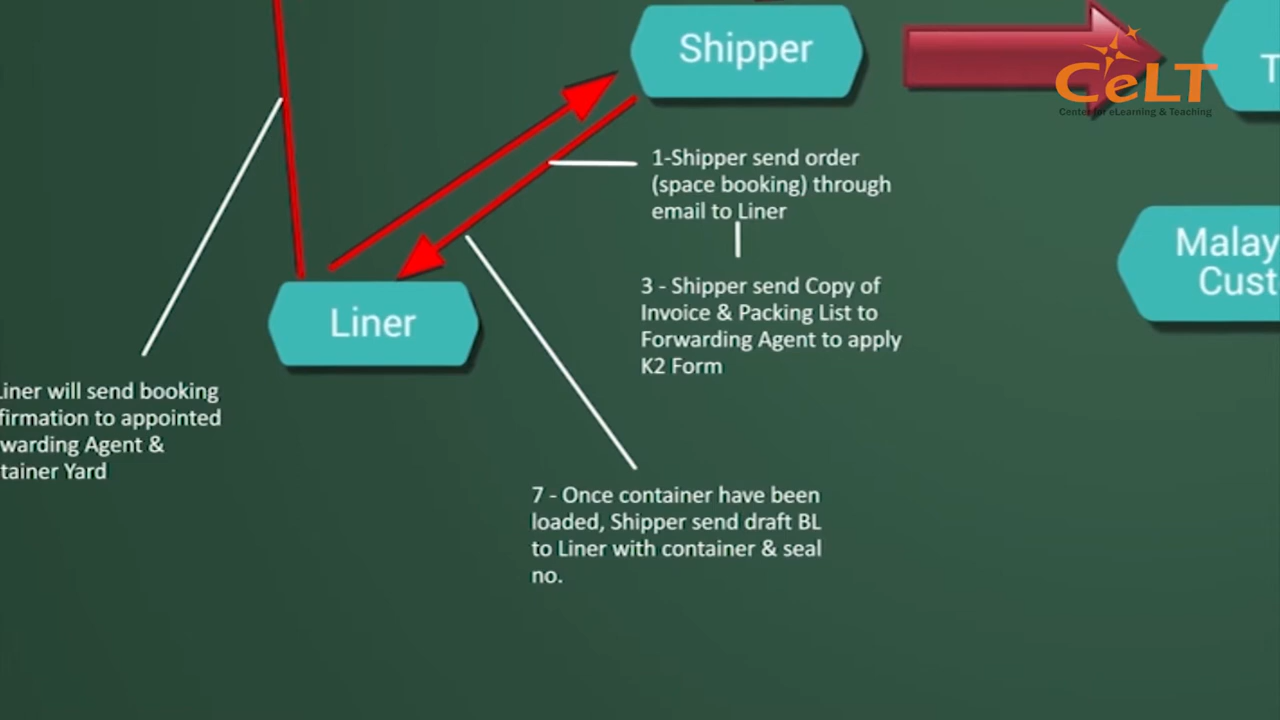 Shipper
CeLT
Center for eLearning & Teaching
T
1-Shipper send order
(space booking) through
email to Liner
Malay
Cust
3 - Shipper send Copy of
Invoice & Packing List to
Forwarding Agent to apply
K2 Form
Liner
Liner will send booking
firmation to appointed
warding Agent &
tainer Yard
7 - Once container have been
loaded, Shipper send draft BL
to Liner with container & seal
no.